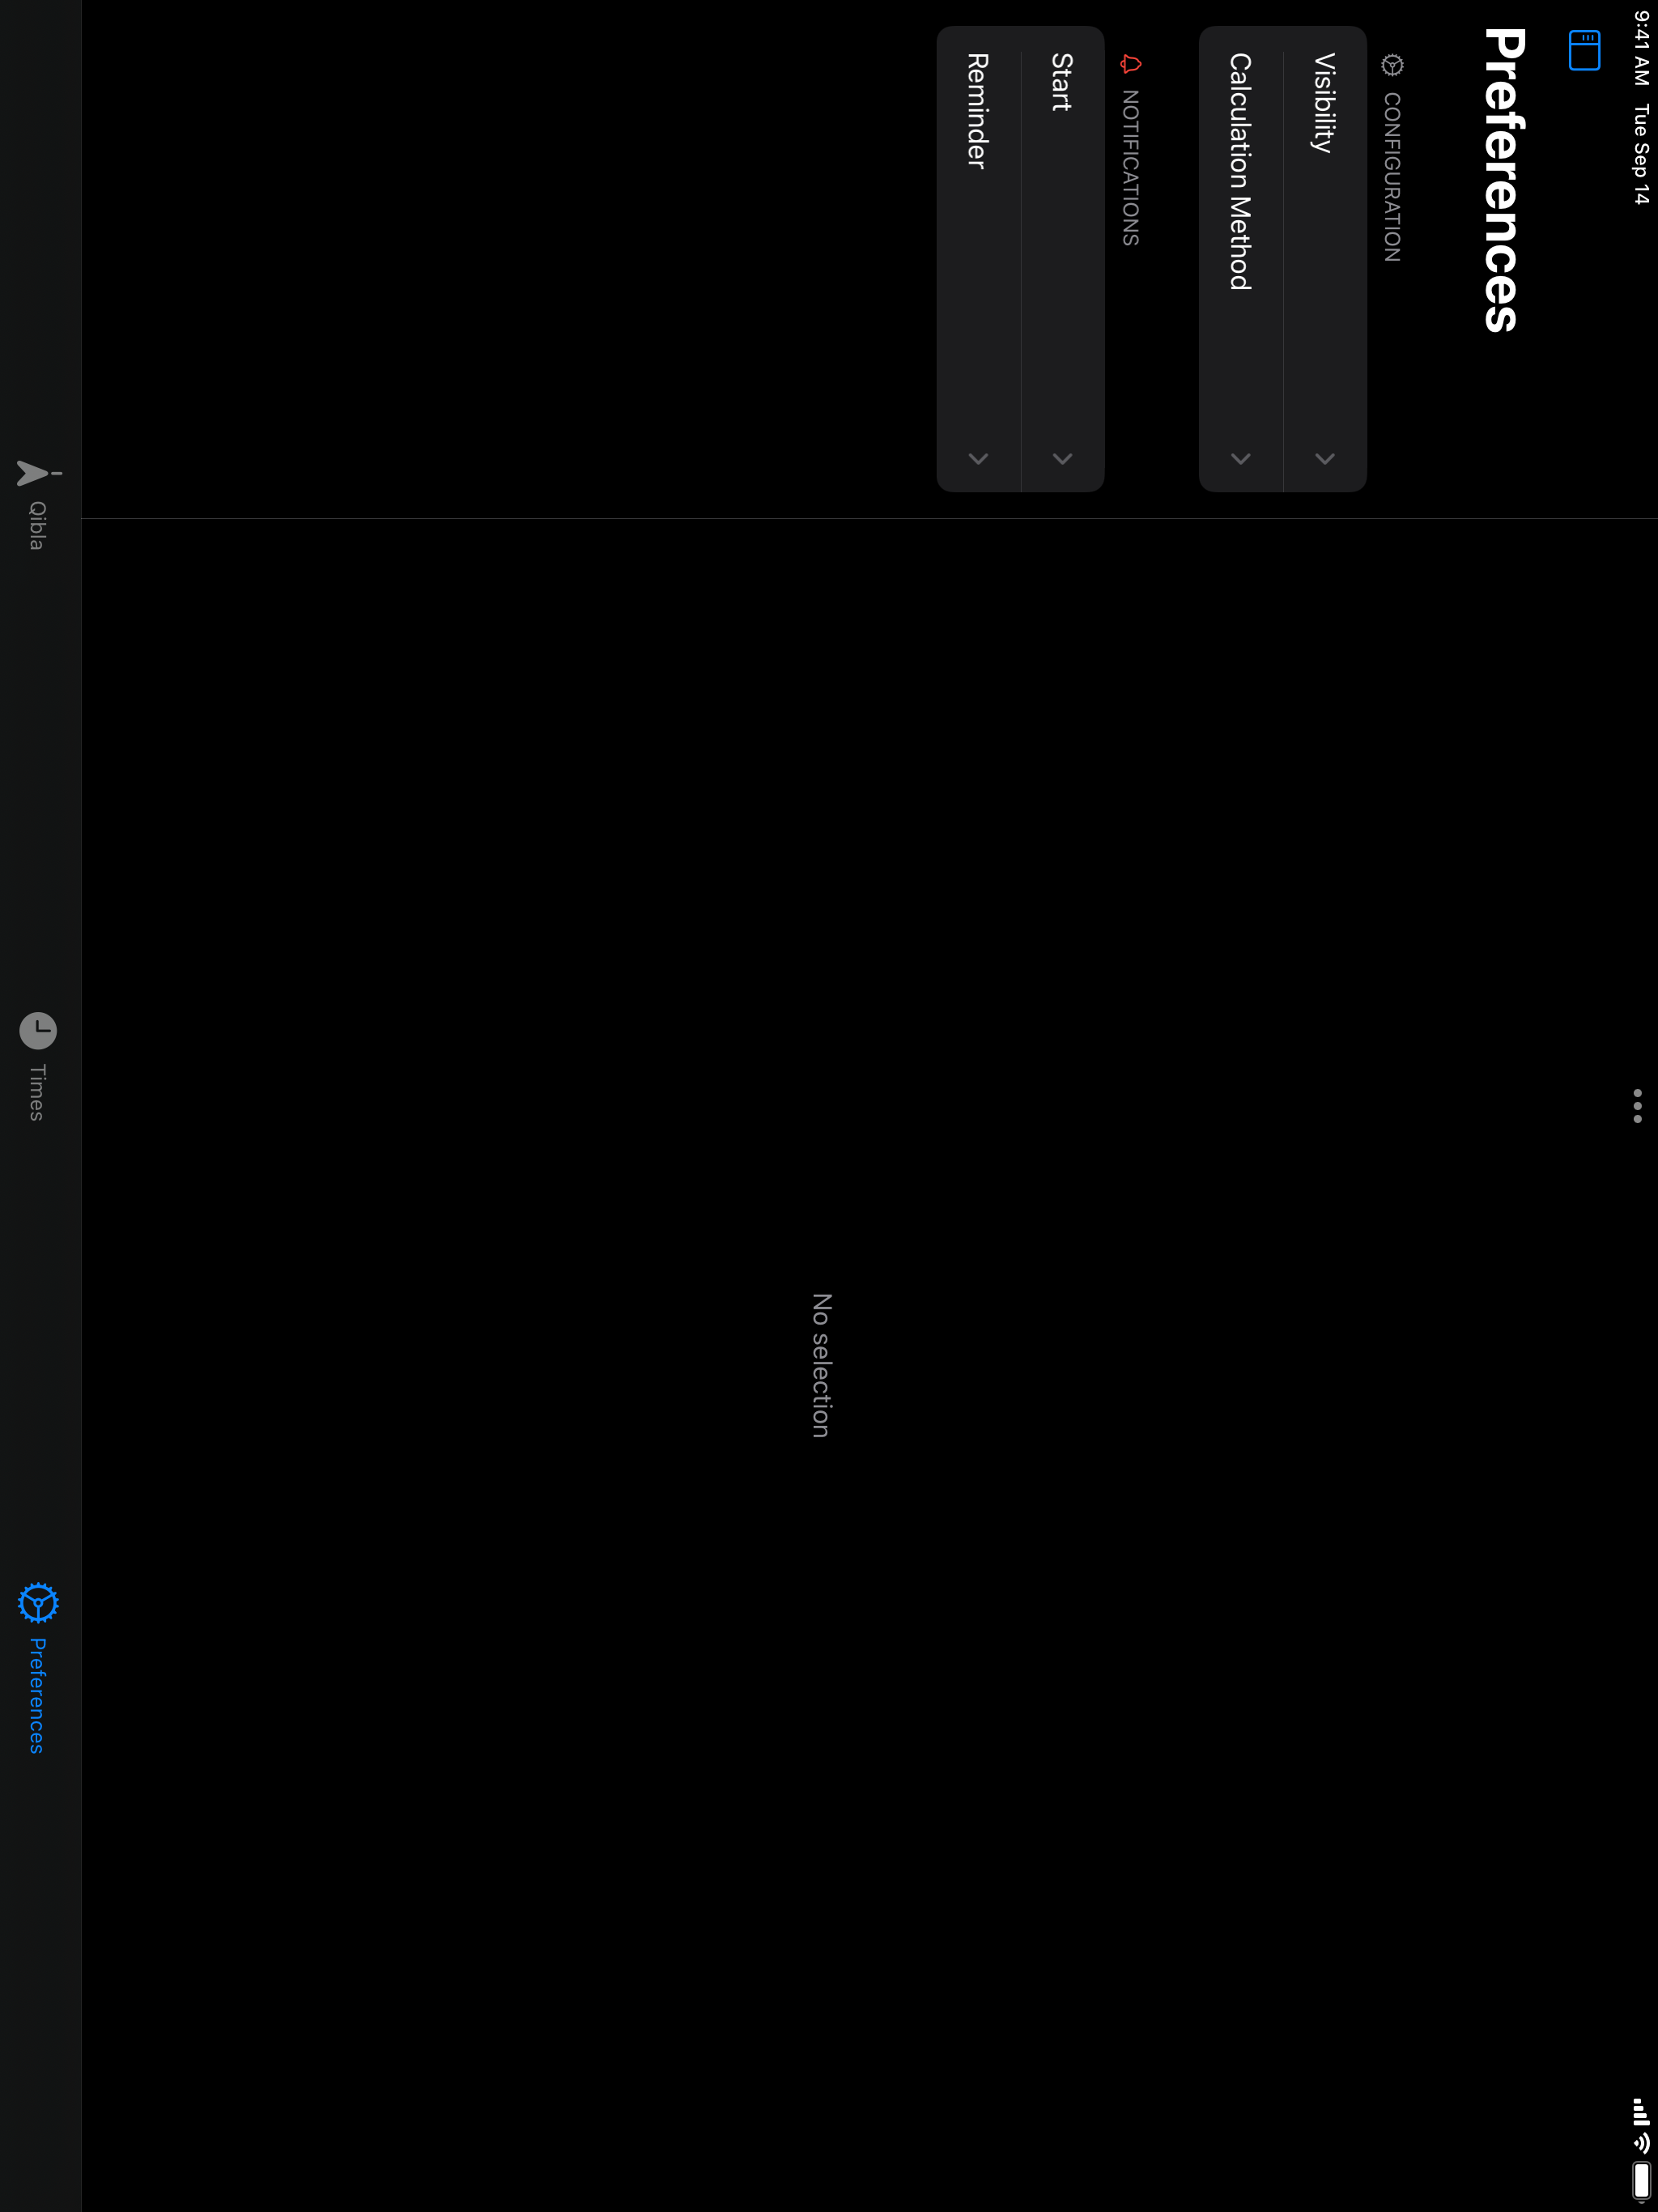 9:41 AM Tue Sep 14
Preferences
CONFIGURATION
Visibility
Calculation Method
NOTIFICATIONS
Start
Reminder
No selection
Qibla
Times
Preferences